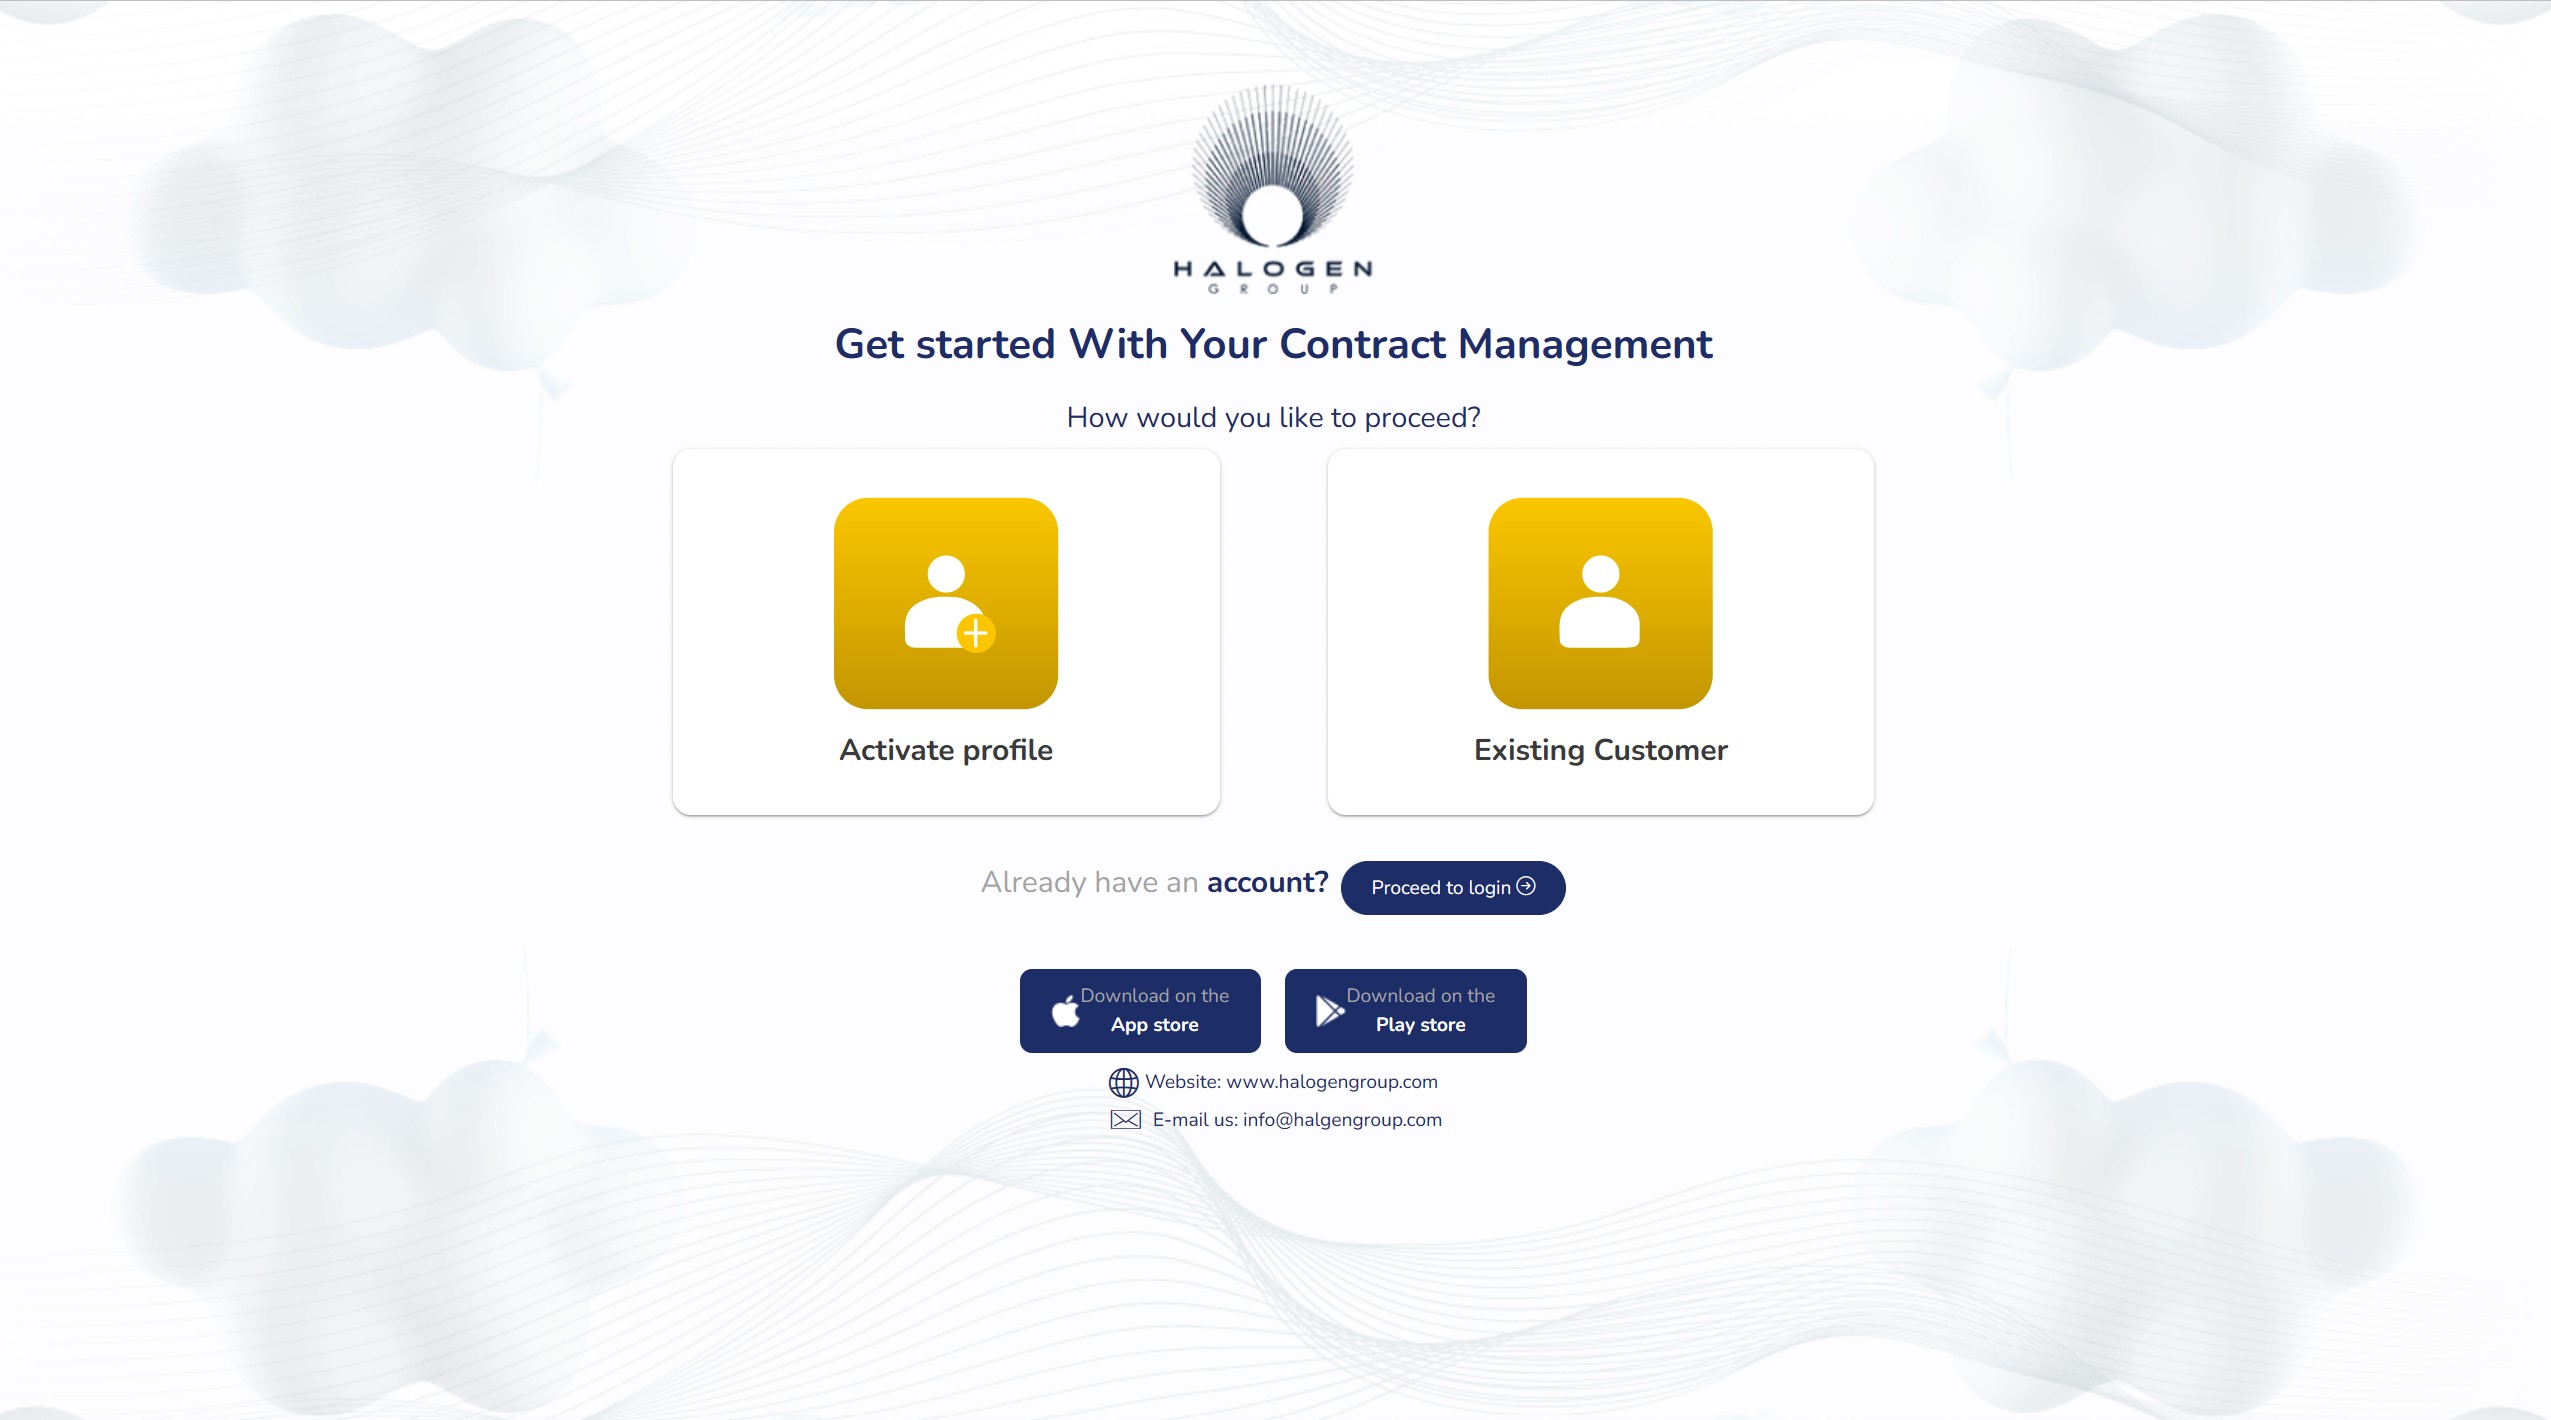 HALOGEN
GROUP
Get started With Your Contract Management
How would you like to proceed?
Activate profile
Existing Customer
Already have an account?
Proceed to login
Download on the
App store
Download on the
Play store
Website: www.halogengroup.com
E-mail us: info@halgengroup.com